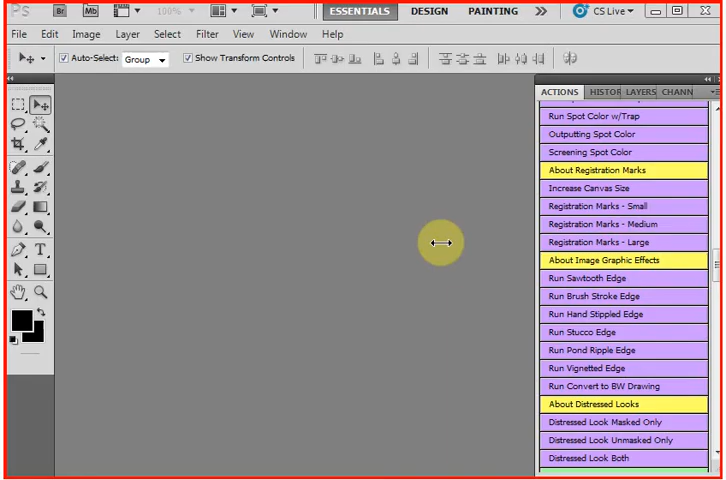 Ps Br Mb 100% ESSENTIALS DESIGN PAINTING CS Live
File Edit Image Layer Select Filter View Window Help
Auto-Select: Group Show Transform Controls
ACTIONS HISTOR LAYERS CHANN
Run Spot Color w/Trap
Outputting Spot Color
Screening Spot Color
About Registration Marks
Increase Canvas Size
Registration Marks - Small
Registration Marks - Medium
Registration Marks - Large
About Image Graphic Effects
Run Sawtooth Edge
Run Brush Stroke Edge
Run Hand Stippled Edge
Run Stucco Edge
Run Pond Ripple Edge
Run Vignetted Edge
Run Convert to BW Drawing
About Distressed Looks
Distressed Look Masked Only
Distressed Look Unmasked Only
Distressed Look Both